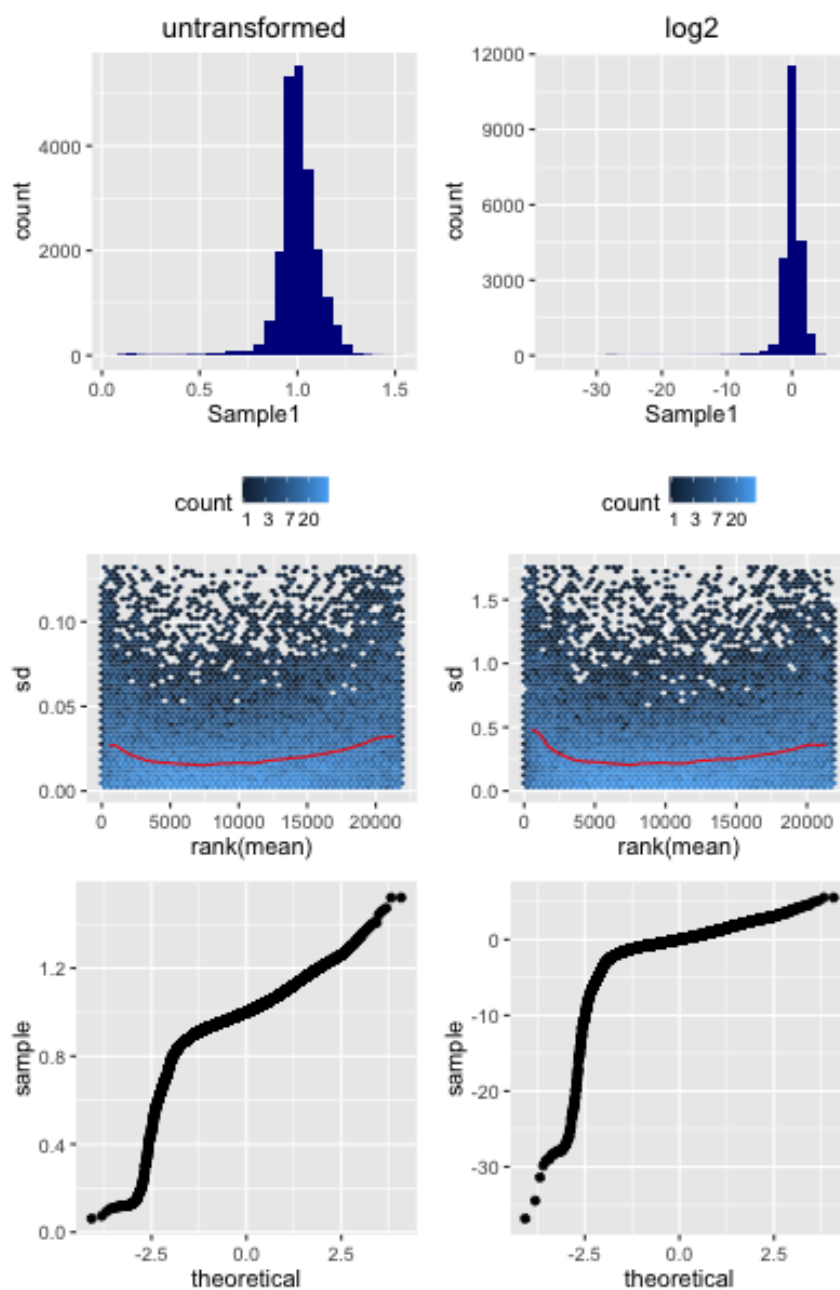 untransformed
log2
4000
2000
0
count
0.0 0.5 1.0 1.5
Sample1
12000
9000
6000
3000
0
count
-30 -20 -10 0
Sample1
count
1 3 7 20
count
1 3 7 20
0.10
0.05
0.00
sd
0 5000 10000 15000 20000
rank(mean)
1.5
1.0
0.5
0.0
sd
0 5000 10000 15000 20000
rank(mean)
1.2
0.8
0.4
0.0
sample
-2.5 0.0 2.5
theoretical
0
-10
-20
-30
sample
-2.5 0.0 2.5
theoretical